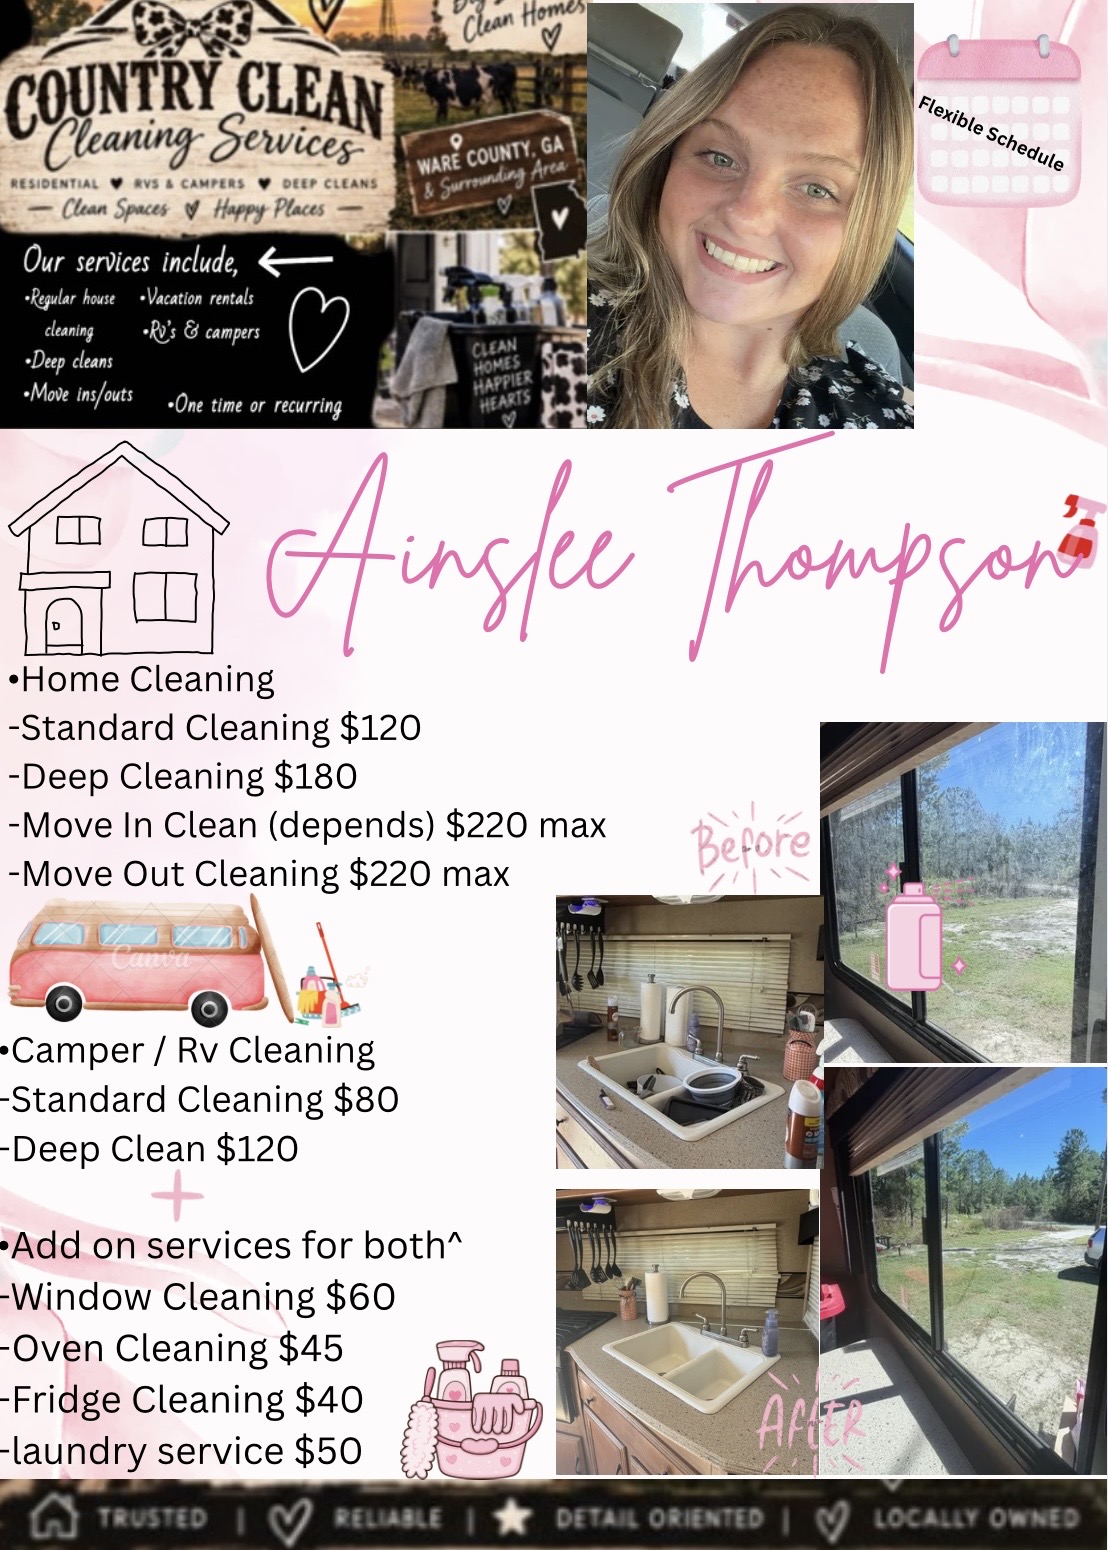 Clean Homes
COUNTRY CLEAN
Cleaning Services
RESIDENTIAL ♥ RVS & CAMPERS ♥ DEEP CLEANS
— Clean Spaces ♡ Happy Places —
WARE COUNTY, GA
& Surrounding Area
Flexible Schedule
Our services include,
•Regular house
cleaning
•Deep cleans
•Move ins/outs
•Vacation rentals
•Rv's & campers
•One time or recurring
CLEAN
HOMES
HAPPIER
HEARTS
Ainslee Thompson
•Home Cleaning
-Standard Cleaning $120
-Deep Cleaning $180
-Move In Clean (depends) $220 max
-Move Out Cleaning $220 max
Before
Canva
•Camper / Rv Cleaning
-Standard Cleaning $80
-Deep Clean $120
+
•Add on services for both^
-Window Cleaning $60
-Oven Cleaning $45
-Fridge Cleaning $40
-laundry service $50
AFTER
TRUSTED | RELIABLE | DETAIL ORIENTED | LOCALLY OWNED